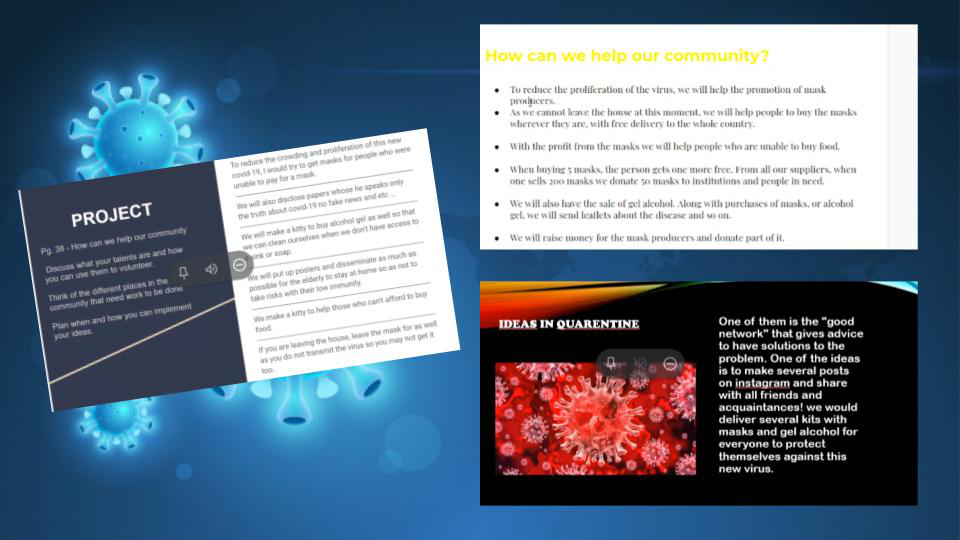 PROJECT
Pg. 38 - How can we help our community
Discuss what your talents are and how
you can use them to volunteer.
Think of the different places in the
community that need work to be done.
Plan when and how you can implement
your ideas.
To reduce the crowding and proliferation of this new
covid-19, I would try to get masks for people who were
unable to pay for a mask.
We will also disclose papers whose he speaks only
the truth about covid-19 no fake news and etc ...
We will make a kitty to buy alcohol gel as well so that
we can clean ourselves when we don't have access to
sink or soap.
We will put up posters and disseminate as much as
possible for the elderly to stay at home so as not to
take risks with their low immunity.
We make a kitty to help those who can't afford to buy
food.
If you are leaving the house, leave the mask for as well
as you do not transmit the virus so you may not get it
too.
How can we help our community?
• To reduce the proliferation of the virus, we will help the promotion of mask
producers.
• As we cannot leave the house at this moment, we will help people to buy the masks
wherever they are, with free delivery to the whole country.
• With the profit from the masks we will help people who are unable to buy food.
• When buying 5 masks, the person gets one more free. From all our suppliers, when
one sells 200 masks we donate 50 masks to institutions and people in need.
• We will also have the sale of gel alcohol. Along with purchases of masks, or alcohol
gel, we will send leaflets about the disease and so on.
• We will raise money for the mask producers and donate part of it.
IDEAS IN QUARENTINE
One of them is the "good
network" that gives advice
to have solutions to the
problem. One of the ideas
is to make several posts
on instagram and share
with all friends and
acquaintances! we would
deliver several kits with
masks and gel alcohol for
everyone to protect
themselves against this
new virus.